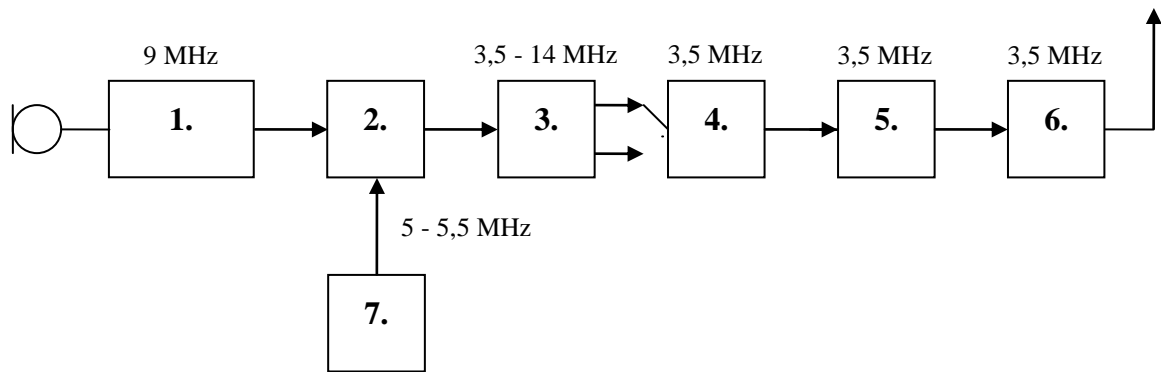 9 MHz
3,5 - 14 MHz
3,5 MHz
3,5 MHz
3,5 MHz
1.
2.
3.
4.
5.
6.
5 - 5,5 MHz
7.